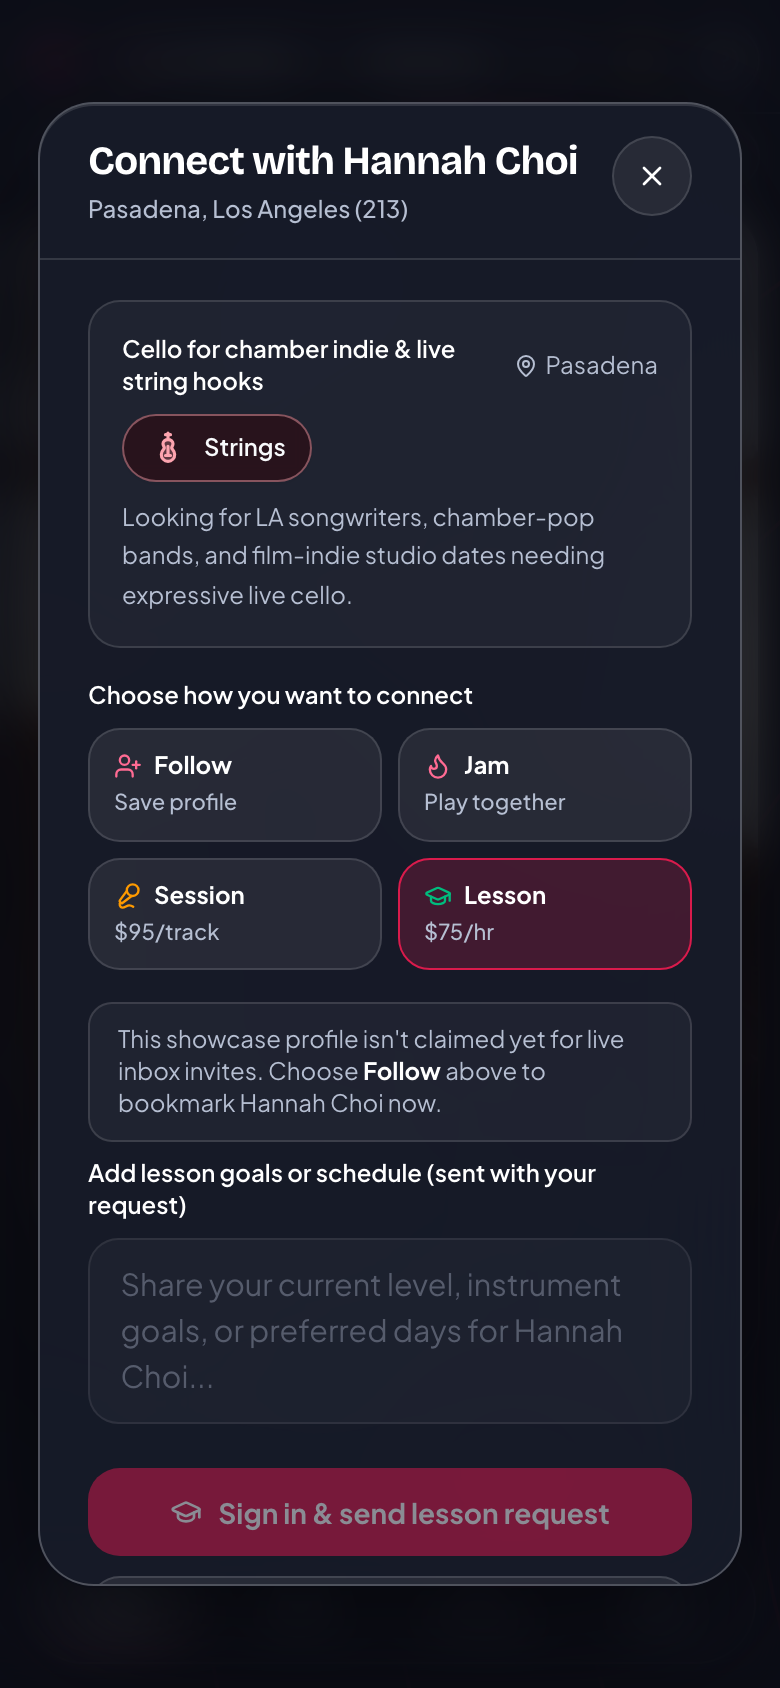 Connect with Hannah Choi
Pasadena, Los Angeles (213)
Cello for chamber indie & live
string hooks
Pasadena
Strings
Looking for LA songwriters, chamber-pop
bands, and film-indie studio dates needing
expressive live cello.
Choose how you want to connect
Follow
Save profile
Jam
Play together
Session
$95/track
Lesson
$75/hr
This showcase profile isn't claimed yet for live
inbox invites. Choose Follow above to
bookmark Hannah Choi now.
Add lesson goals or schedule (sent with your
request)
Share your current level, instrument
goals, or preferred days for Hannah
Choi...
Sign in & send lesson request